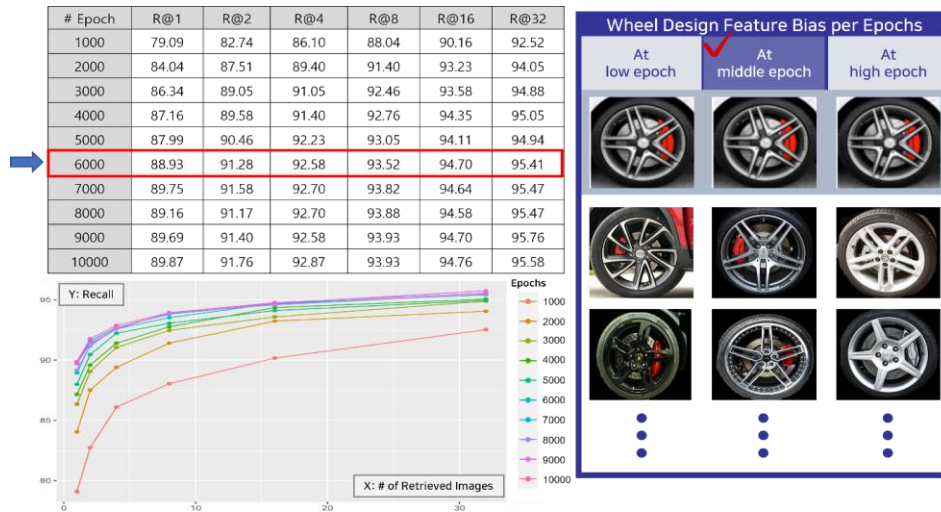 # Epoch R@1 R@2 R@4 R@8 R@16 R@32
1000 79.09 82.74 86.10 88.04 90.16 92.52
2000 84.04 87.51 89.40 91.40 93.23 94.05
3000 86.34 89.05 91.05 92.46 93.58 94.88
4000 87.16 89.58 91.40 92.76 94.35 95.05
5000 87.99 90.46 92.23 93.05 94.11 94.94
6000 88.93 91.28 92.58 93.52 94.70 95.41
7000 89.75 91.58 92.70 93.82 94.64 95.47
8000 89.16 91.17 92.70 93.88 94.58 95.47
9000 89.69 91.40 92.58 93.93 94.70 95.76
10000 89.87 91.76 92.87 93.93 94.76 95.58
Y: Recall
95
90
85
80
0 10 20 30
X: # of Retrieved Images
Epochs
1000
2000
3000
4000
5000
6000
7000
8000
9000
10000
Wheel Design Feature Bias per Epochs
At low epoch
At middle epoch
At high epoch